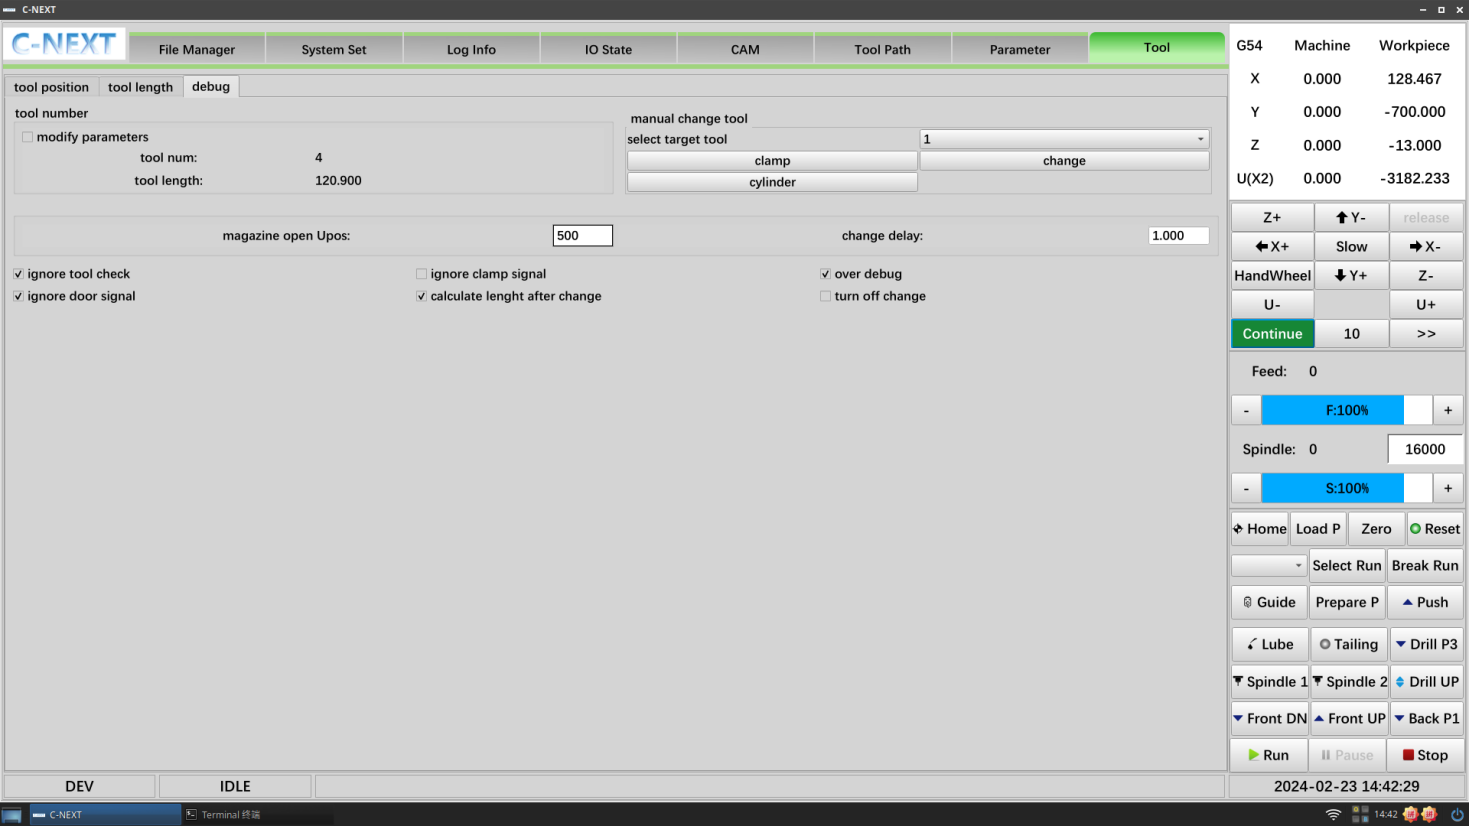 C-NEXT
C-NEXT
File Manager
System Set
Log Info
IO State
CAM
Tool Path
Parameter
Tool
tool position
tool length
debug
tool number
modify parameters
tool num: 4
tool length: 120.900
manual change tool
select target tool 1
clamp change
cylinder
magazine open Upos: 500
change delay: 1.000
ignore tool check
ignore clamp signal
over debug
ignore door signal
calculate lenght after change
turn off change
G54 Machine Workpiece
X 0.000 128.467
Y 0.000 -700.000
Z 0.000 -13.000
U(X2) 0.000 -3182.233
Z+ Y- release
X+ Slow X-
HandWheel Y+ Z-
U- U+
Continue 10 >>
Feed: 0
- F:100% +
Spindle: 0 16000
- S:100% +
Home Load P Zero Reset
Select Run Break Run
Guide Prepare P Push
Lube Tailing Drill P3
Spindle 1 Spindle 2 Drill UP
Front DN Front UP Back P1
Run Pause Stop
DEV IDLE 2024-02-23 14:42:29
C-NEXT Terminal 终端 14:42